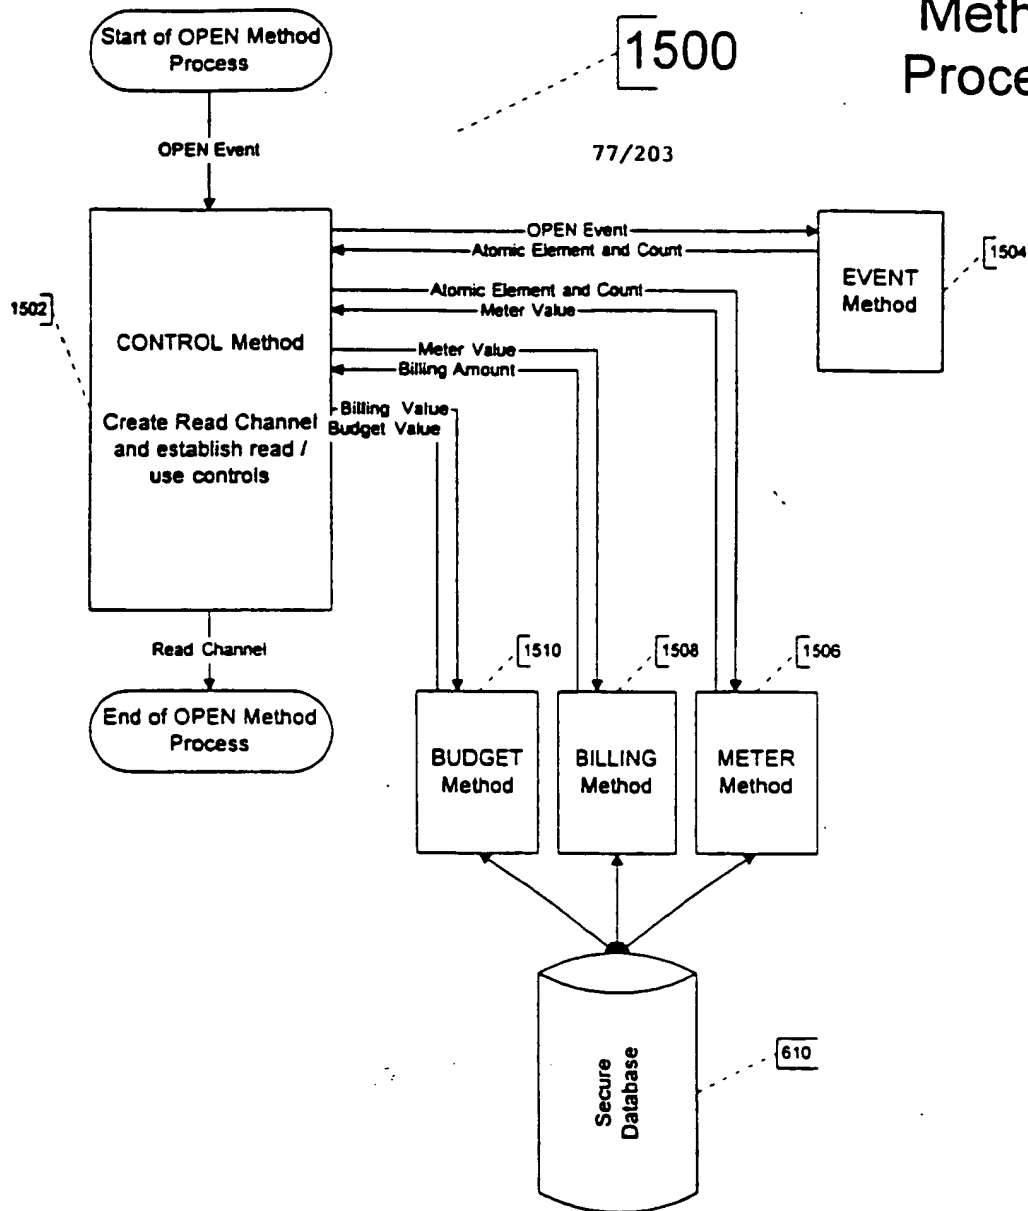 Start of OPEN Method
Process
1500
77/203
OPEN Event
OPEN Event
Atomic Element and Count
1504
EVENT
Method
Atomic Element and Count
Meter Value
1502
CONTROL Method
Meter Value
Billing Amount
Billing Value
Budget Value
Create Read Channel
and establish read /
use controls
Read Channel
End of OPEN Method
Process
1510
1508
1506
BUDGET
Method
BILLING
Method
METER
Method
Secure
Database
610